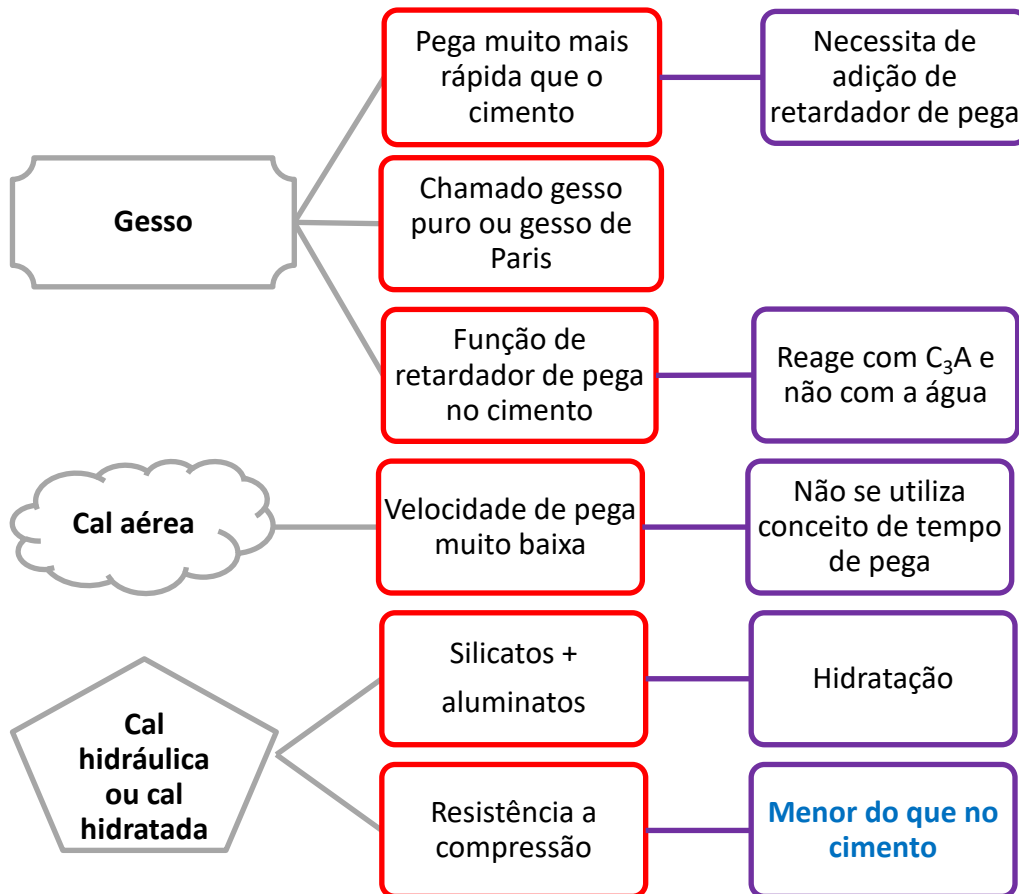 Pega muito mais
rápida que o
cimento
Necessita de
adição de
retardador de pega
Gesso
Chamado gesso
puro ou gesso de
Paris
Função de
retardador de pega
no cimento
Reage com C₃A e
não com a água
Cal aérea
Velocidade de pega
muito baixa
Não se utiliza
conceito de tempo
de pega
Cal
hidráulica
ou cal
hidratada
Silicatos +
aluminatos
Hidratação
Resistência a
compressão
Menor do que no
cimento